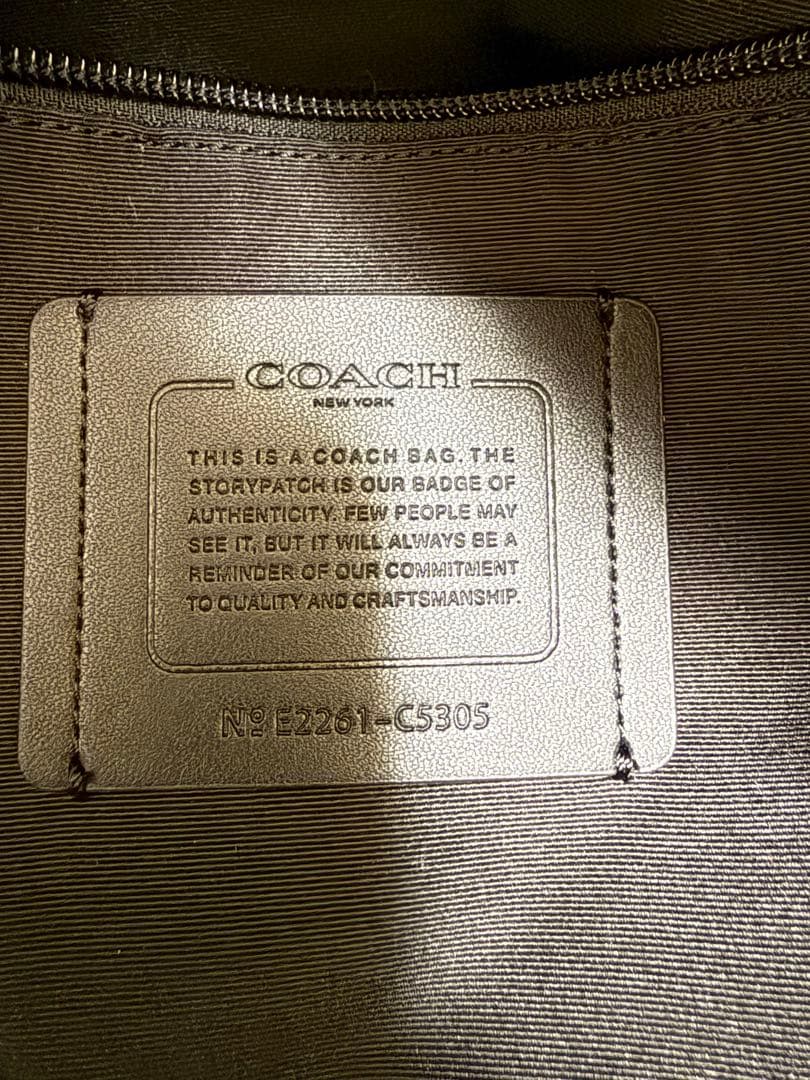 COACH
NEW YORK
THIS IS A COACH BAG. THE
STORYPATCH IS OUR BADGE OF
AUTHENTICITY. FEW PEOPLE MAY
SEE IT, BUT IT WILL ALWAYS BE A
REMINDER OF OUR COMMITMENT
TO QUALITY AND CRAFTSMANSHIP.
Nº E2261-C5305